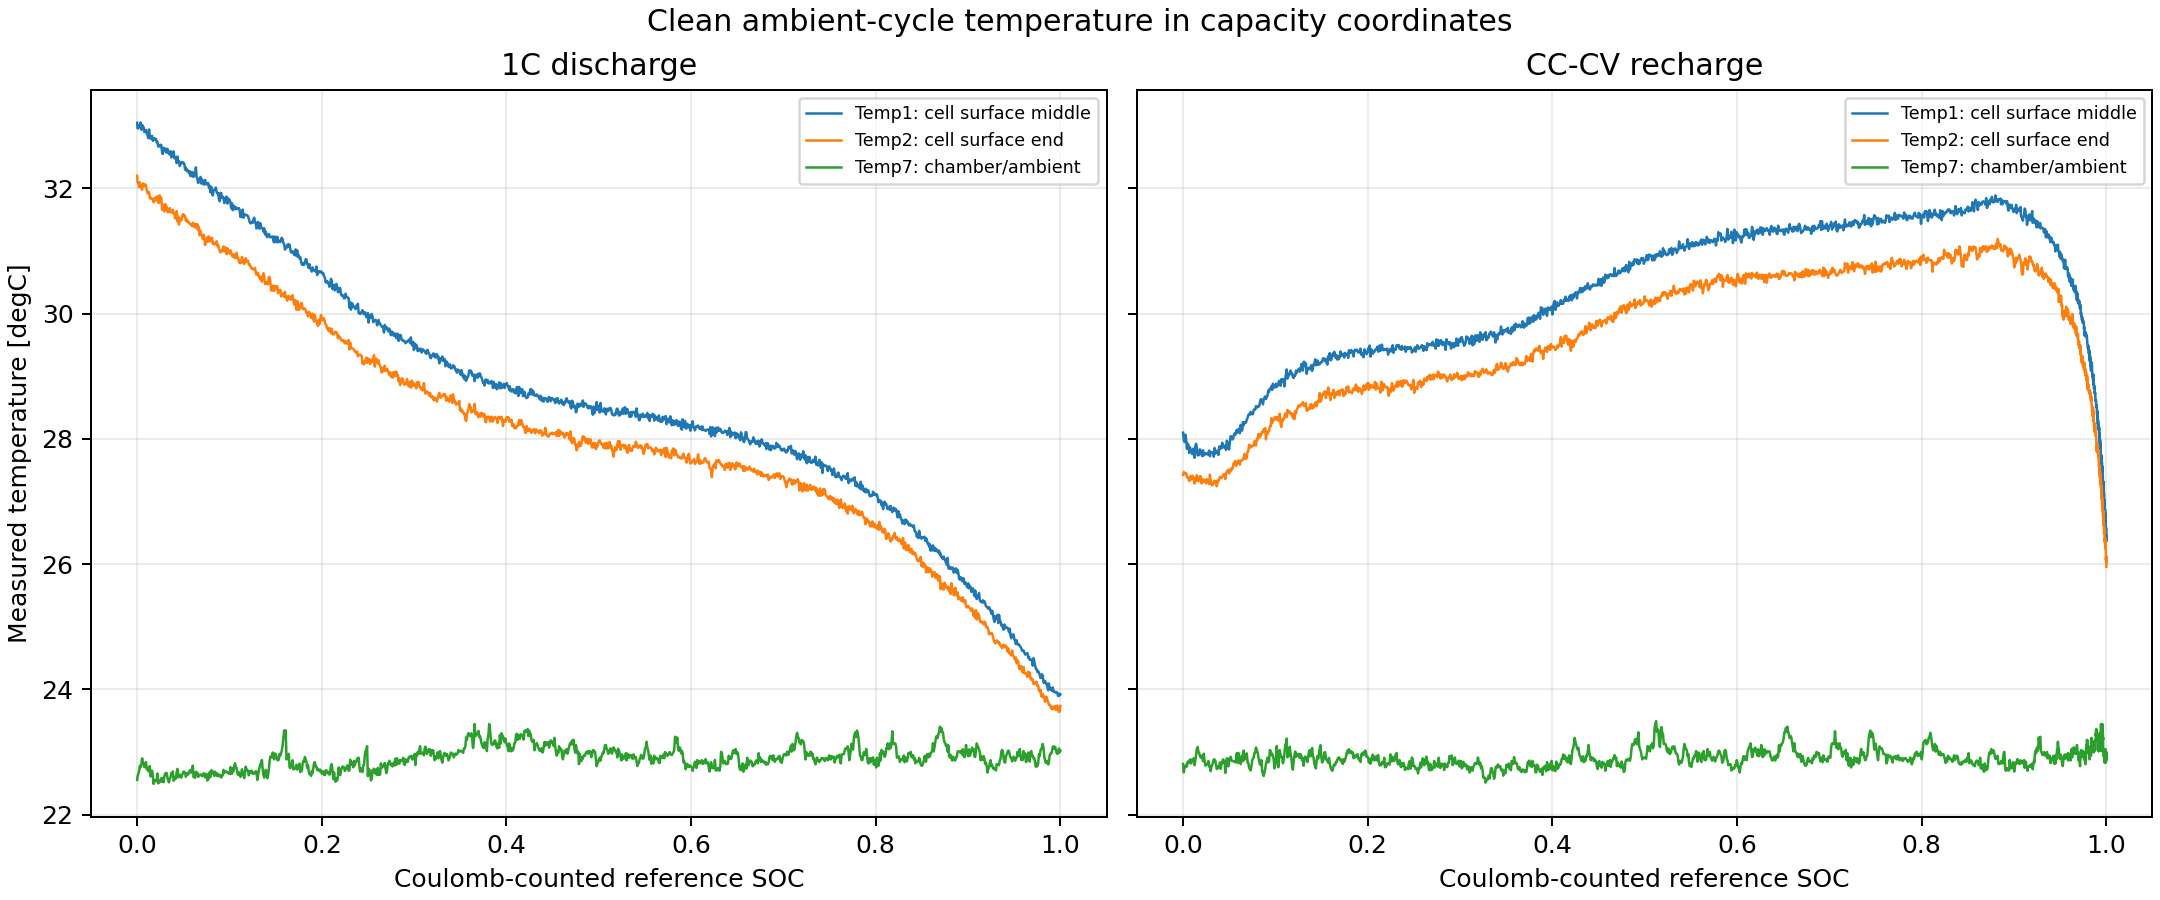 Clean ambient-cycle temperature in capacity coordinates
1C discharge
CC-CV recharge
Temp1: cell surface middle
Temp2: cell surface end
Temp7: chamber/ambient
Temp1: cell surface middle
Temp2: cell surface end
Temp7: chamber/ambient
Measured temperature [degC]
32
30
28
26
24
22
0.0 0.2 0.4 0.6 0.8 1.0
0.0 0.2 0.4 0.6 0.8 1.0
Coulomb-counted reference SOC
Coulomb-counted reference SOC